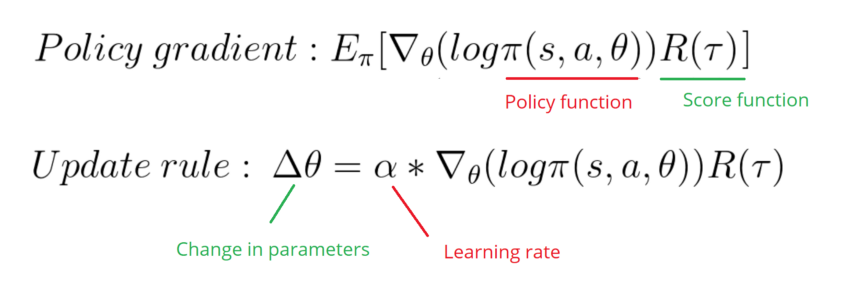 Policy gradient : E_π[∇_θ(logπ(s, a, θ))R(τ)]
Policy function
Score function
Update rule : Δθ = α * ∇_θ(logπ(s, a, θ))R(τ)
Change in parameters
Learning rate